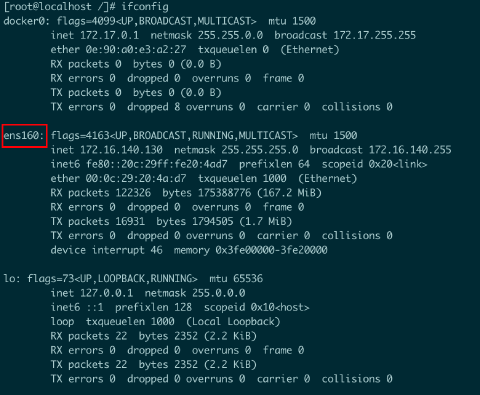 [root@localhost /]# ifconfig
docker0: flags=4099<UP,BROADCAST,MULTICAST>  mtu 1500
        inet 172.17.0.1  netmask 255.255.0.0  broadcast 172.17.255.255
        ether 0e:90:a0:e3:a2:27  txqueuelen 0  (Ethernet)
        RX packets 0  bytes 0 (0.0 B)
        RX errors 0  dropped 0  overruns 0  frame 0
        TX packets 0  bytes 0 (0.0 B)
        TX errors 0  dropped 8 overruns 0  carrier 0  collisions 0
ens160: flags=4163<UP,BROADCAST,RUNNING,MULTICAST>  mtu 1500
        inet 172.16.140.130  netmask 255.255.255.0  broadcast 172.16.140.255
        inet6 fe80::20c:29ff:fe20:4ad7  prefixlen 64  scopeid 0x20<link>
        ether 00:0c:29:20:4a:d7  txqueuelen 1000  (Ethernet)
        RX packets 122326  bytes 175388776 (167.2 MiB)
        RX errors 0  dropped 0  overruns 0  frame 0
        TX packets 16931  bytes 1794505 (1.7 MiB)
        TX errors 0  dropped 0 overruns 0  carrier 0  collisions 0
        device interrupt 46  memory 0x3fe00000-3fe20000
lo: flags=73<UP,LOOPBACK,RUNNING>  mtu 65536
        inet 127.0.0.1  netmask 255.0.0.0
        inet6 ::1  prefixlen 128  scopeid 0x10<host>
        loop  txqueuelen 1000  (Local Loopback)
        RX packets 22  bytes 2352 (2.2 KiB)
        RX errors 0  dropped 0  overruns 0  frame 0
        TX packets 22  bytes 2352 (2.2 KiB)
        TX errors 0  dropped 0 overruns 0  carrier 0  collisions 0